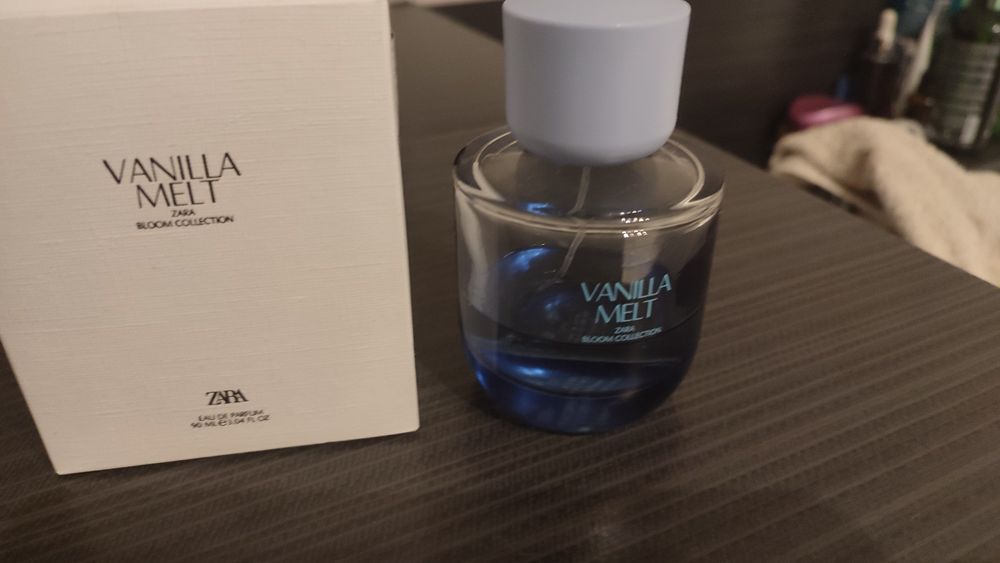 VANILLA
MELT
ZARA
BLOOM COLLECTION
ZARA
EAU DE PARFUM
90 ML ℮ 3.04 FL OZ
VANILLA
MELT
ZARA
BLOOM COLLECTION